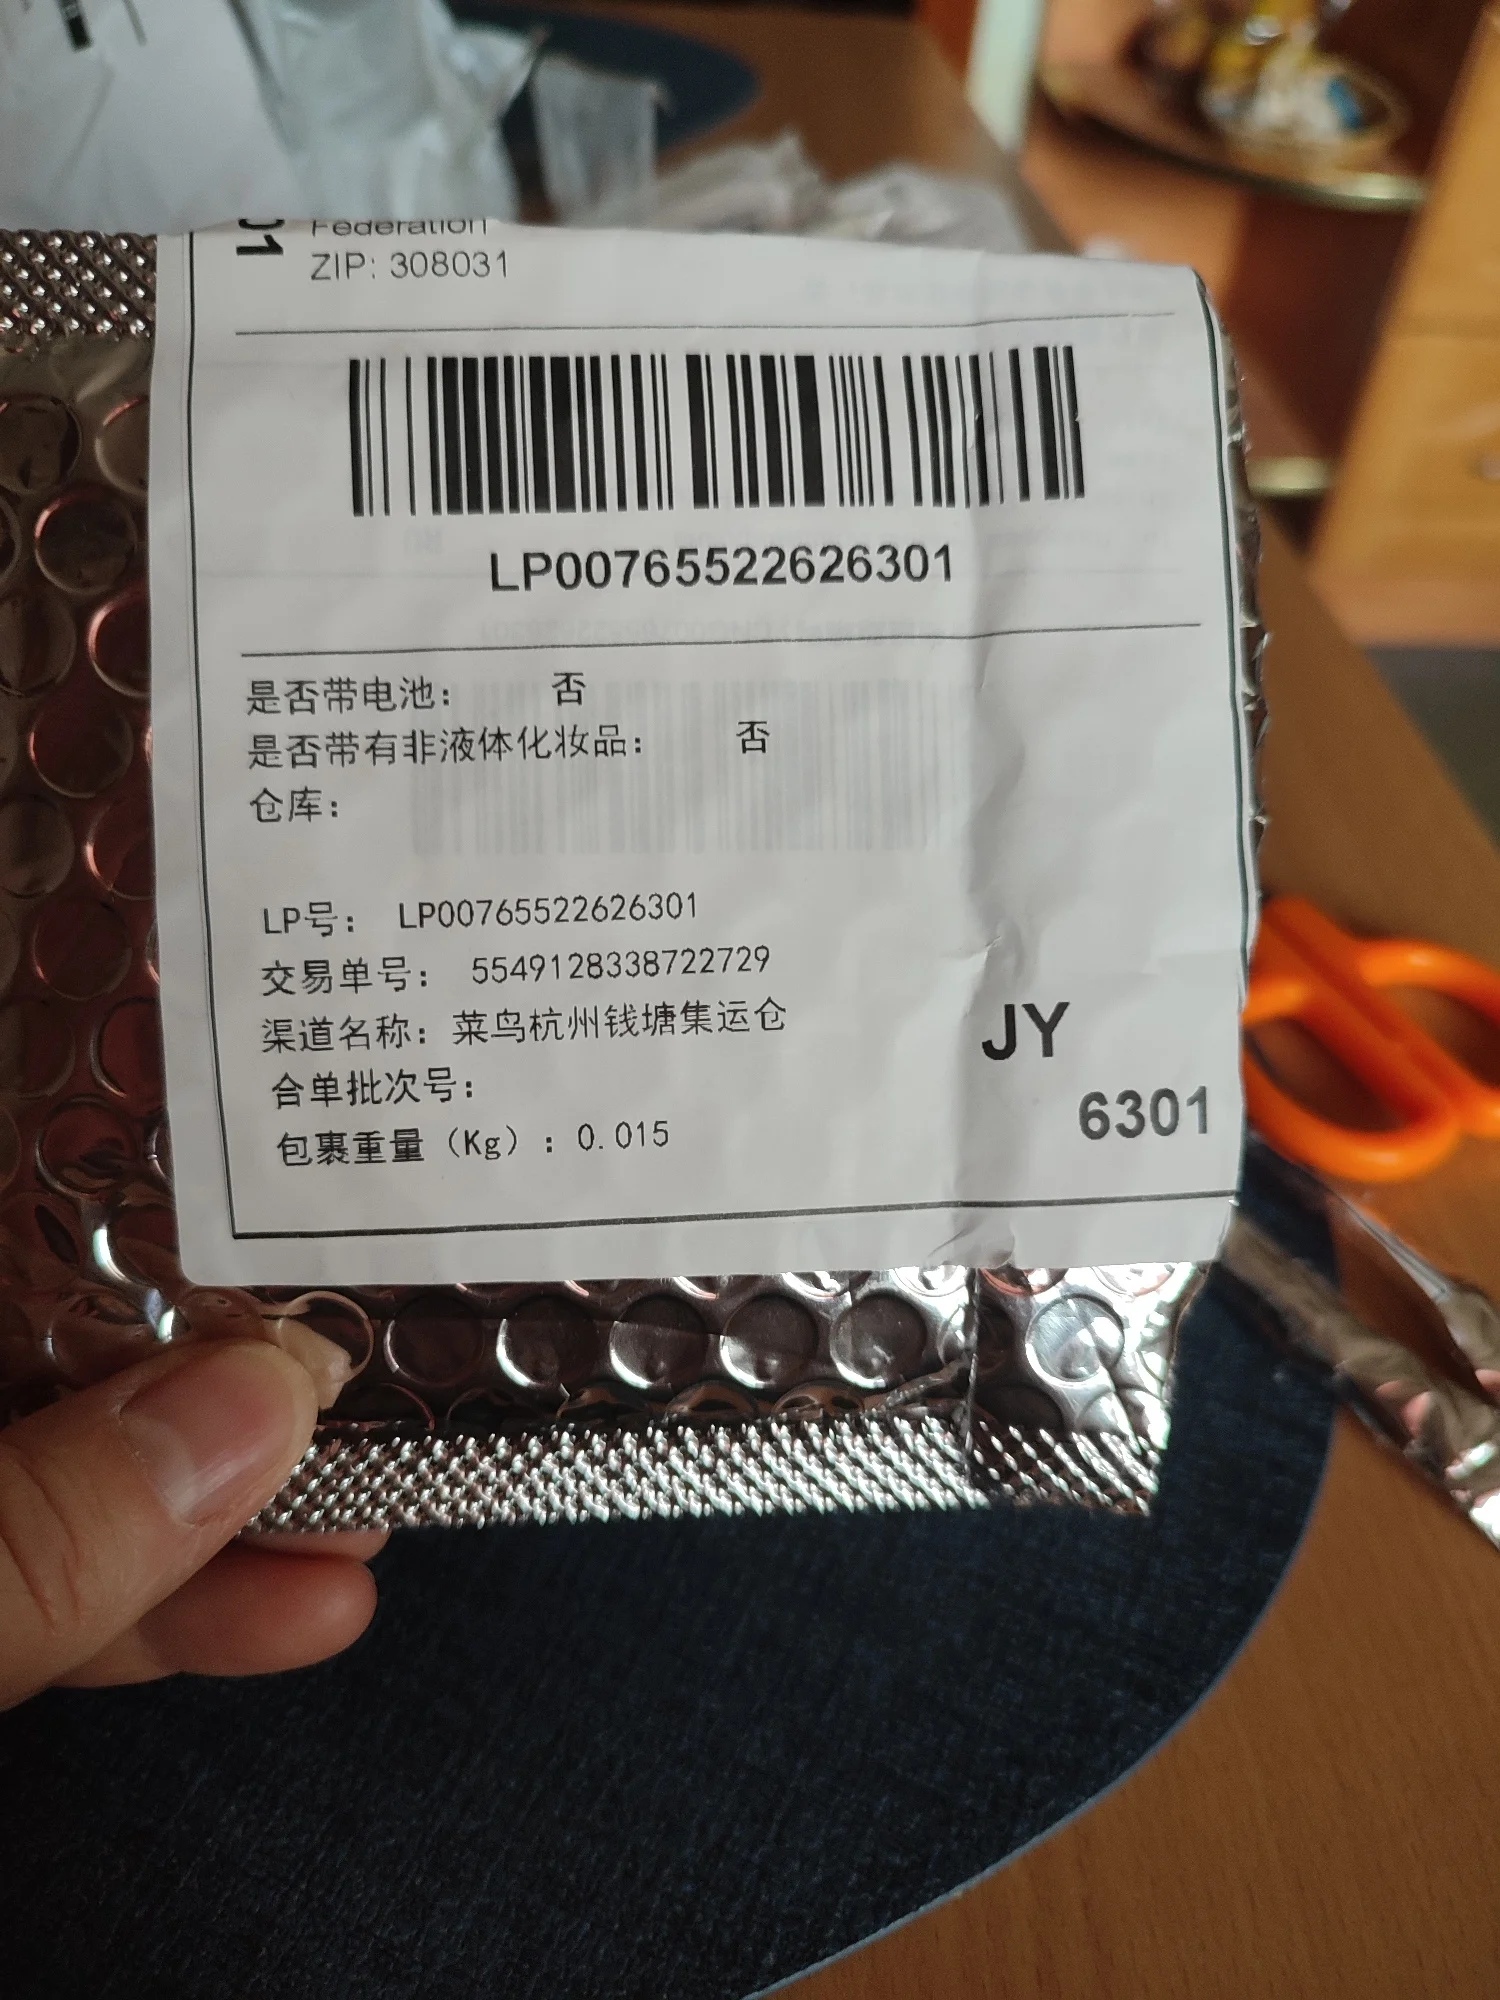 01
Federation
ZIP: 308031
LP00765522626301
是否带电池： 否
是否带有非液体化妆品： 否
仓库：
LP号： LP00765522626301
交易单号： 5549128338722729
渠道名称：菜鸟杭州钱塘集运仓
JY
合单批次号：
6301
包裹重量（Kg）：0.015